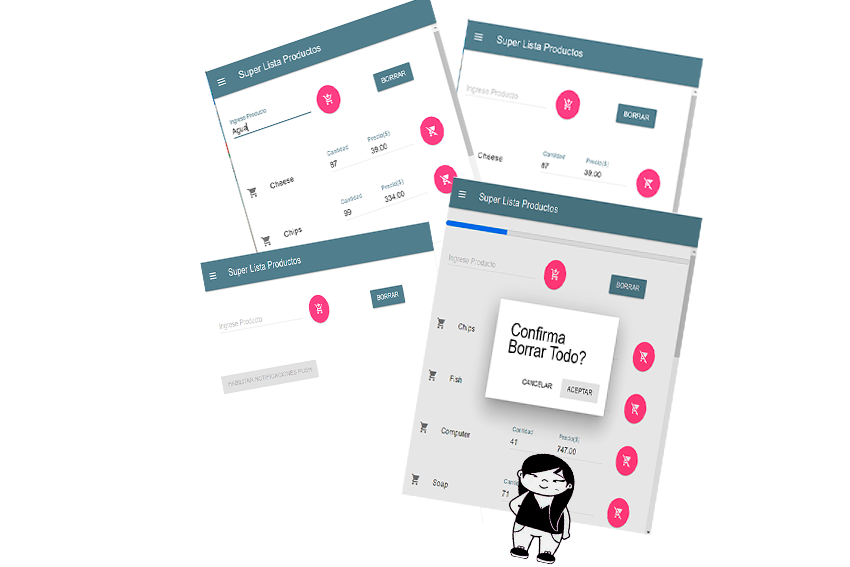 Super Lista Productos
Ingrese Producto
Agua
BORRAR
Cheese
Cantidad
87
Precio($)
39.00
Chips
Cantidad
99
Precio($)
334.00
Super Lista Productos
Ingrese Producto
BORRAR
Cheese
Cantidad
87
Precio($)
39.00
Super Lista Productos
Ingrese Producto
BORRAR
HABILITAR NOTIFICACIONES PUSH
Super Lista Productos
Ingrese Producto
BORRAR
Chips
Confirma
Borrar Todo?
CANCELAR
ACEPTAR
Fish
Computer
Cantidad
41
Precio($)
747.00
Soap
71